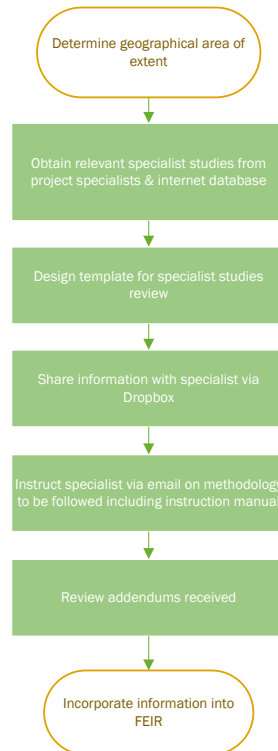 Determine geographical area of
extent
Obtain relevant specialist studies from
project specialists & internet database
Design template for specialist studies
review
Share information with specialist via
Dropbox
Instruct specialist via email on methodology
to be followed including instruction manual
Review addendums received
Incorporate information into
FEIR